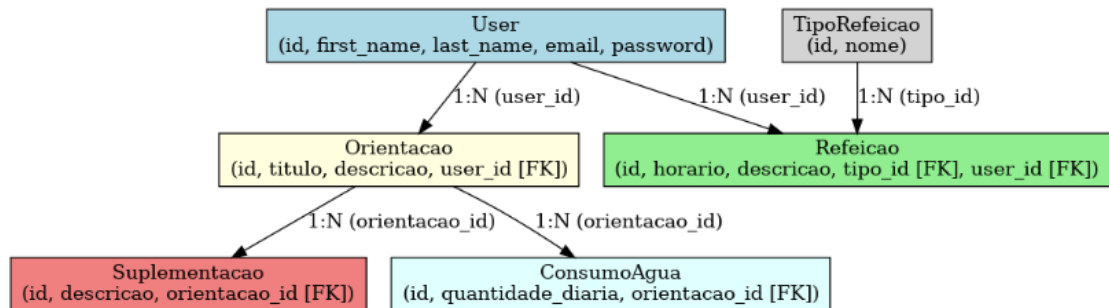 User
(id, first_name, last_name, email, password)
TipoRefeicao
(id, nome)
1:N (user_id)
1:N (user_id)
1:N (tipo_id)
Orientacao
(id, titulo, descricao, user_id [FK])
Refeicao
(id, horario, descricao, tipo_id [FK], user_id [FK])
1:N (orientacao_id)
1:N (orientacao_id)
Suplementacao
(id, descricao, orientacao_id [FK])
ConsumoAgua
(id, quantidade_diaria, orientacao_id [FK])